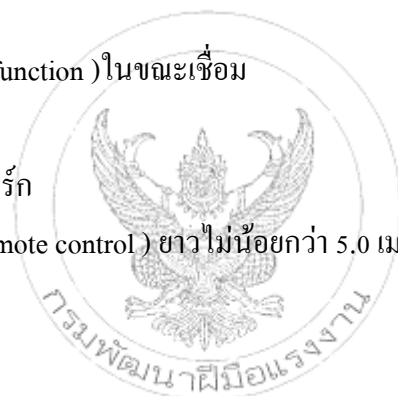 function )ในขณะเชื่อม
ร์ก
mote control ) ยาวไม่น้อยกว่า 5.0 เม
กรมพัฒนาฝีมือแรงงาน